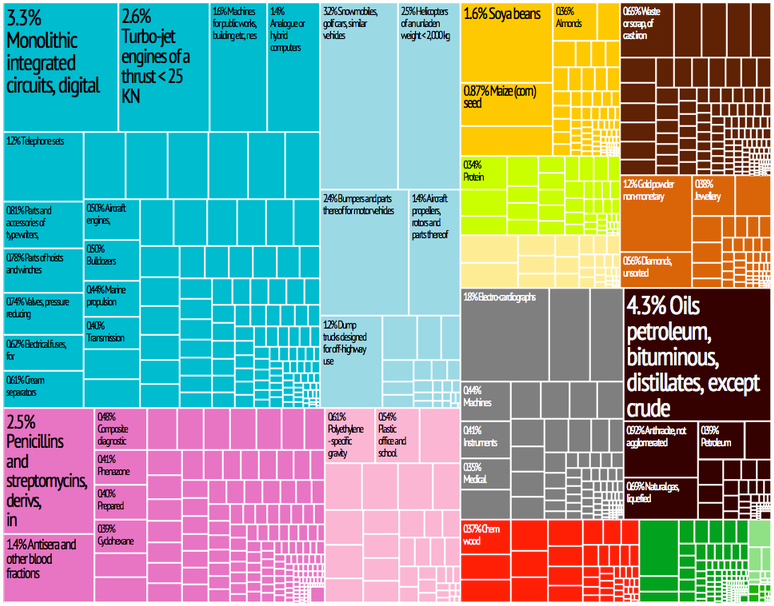 3.3%
Monolithic
integrated
circuits, digital
2.6%
Turbo-jet
engines of a
thrust < 25
KN
1.6% Machines
for public works,
building etc, nes
1.4%
Analogue or
hybrid
computers
1.2% Telephone sets
0.81% Parts and
accessories of
typewriters,
0.78% Parts of hoists
and winches
0.74% Valves, pressure
reducing
0.62% Electrical fuses,
for
0.61% Cream
separators
0.50% Aircraft
engines,
0.50%
Bulldozers
0.44% Marine
propulsion
0.40%
Transmission
3.2% Snowmobiles,
golf cars, similar
vehicles
2.5% Helicopters
of an unladen
weight < 2,000 kg
2.4% Bumpers and parts
thereof for motor vehicles
1.4% Aircraft
propellers,
rotors and
parts thereof
1.2% Dump
trucks designed
for off-highway
use
1.6% Soya beans
0.87% Maize (corn)
seed
0.36%
Almonds
0.34%
Protein
0.65% Waste
or scrap, of
cast iron
1.2% Gold powder
non-monetary
0.38%
Jewellery
0.56% Diamonds,
unsorted
1.8% Electro-cardiographs
0.44%
Machines
0.41%
Instruments
0.35%
Medical
4.3% Oils
petroleum,
bituminous,
distillates, except
crude
0.92% Anthracite, not
agglomerated
0.39%
Petroleum
0.69% Natural gas,
liquefied
2.5%
Penicillins
and
streptomycins,
derivs,
in
1.4% Antisera and
other blood
fractions
0.48%
Composite
diagnostic
0.41%
Phenazone
0.40%
Prepared
0.39%
Cyclohexane
0.61%
Polyethylene
- specific
gravity
0.54%
Plastic
office and
school
0.37% Chem
wood